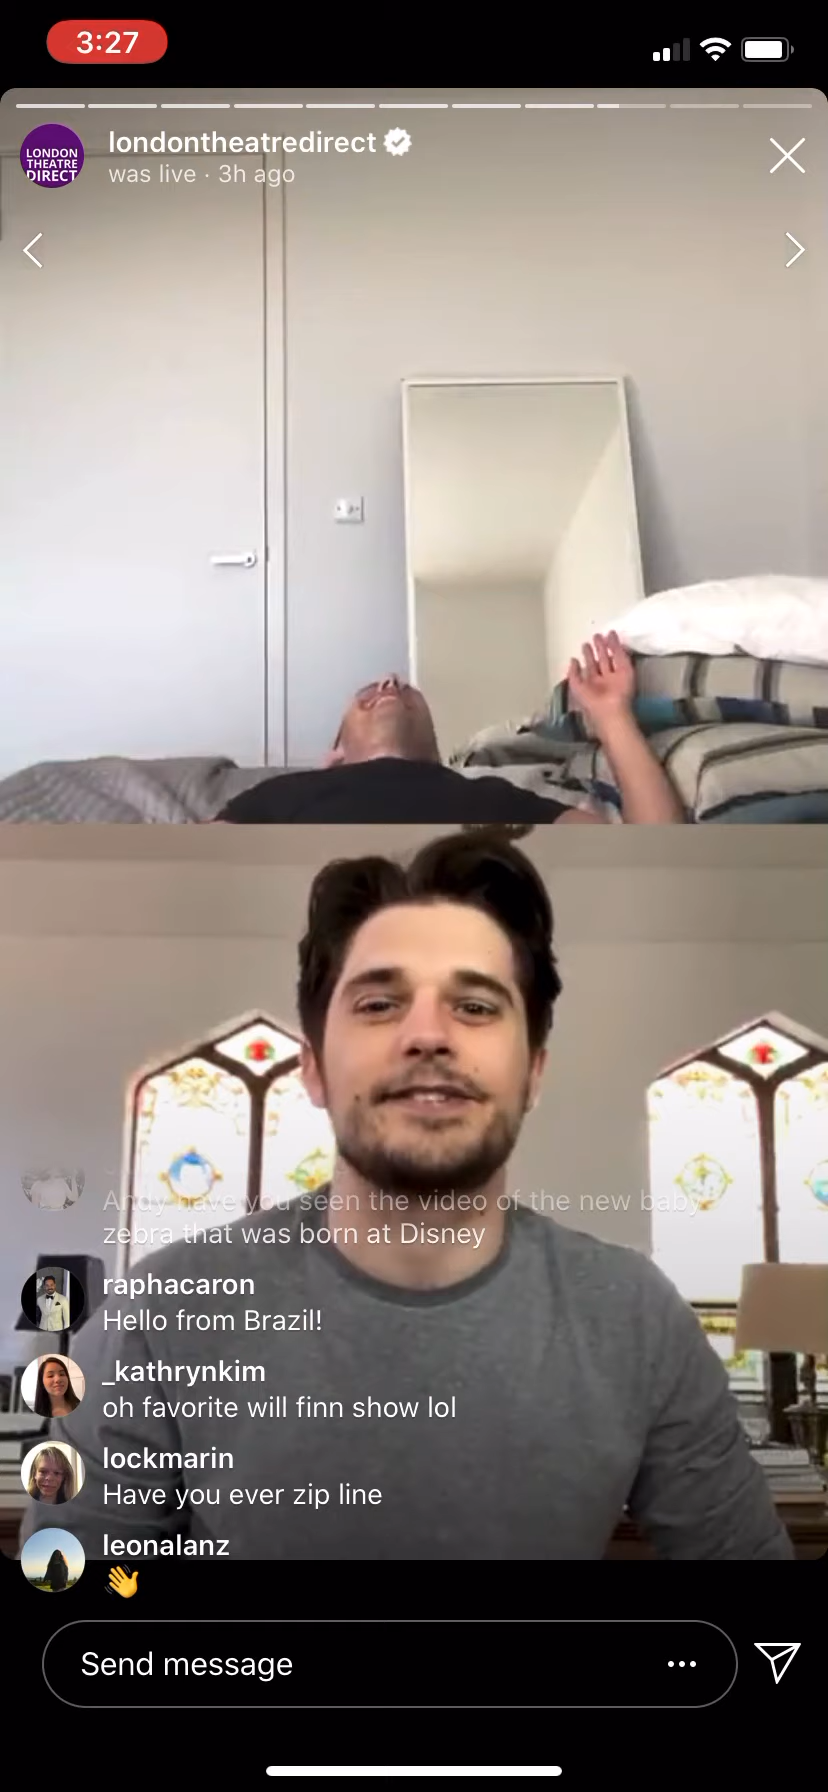 3:27
LONDON
THEATRE
DIRECT
londontheatredirect
was live · 3h ago
Andy have you seen the video of the new baby
zebra that was born at Disney
raphacaron
Hello from Brazil!
_kathrynkim
oh favorite will finn show lol
lockmarin
Have you ever zip line
leonalanz
👋
Send message